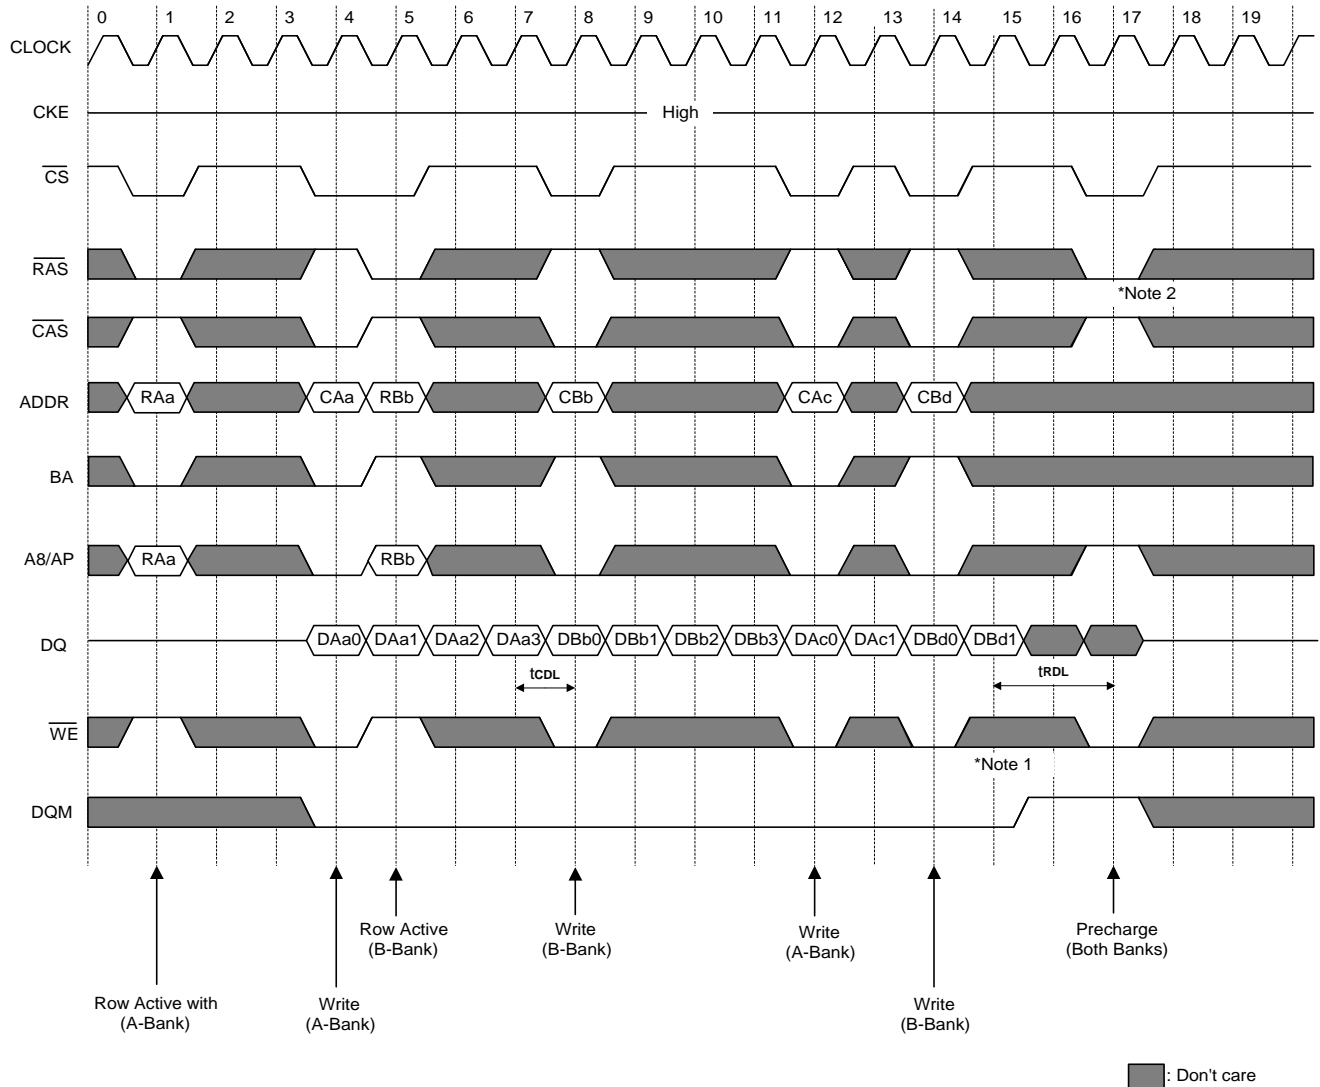 0 1 2 3 4 5 6 7 8 9 10 11 12 13 14 15 16 17 18 19
CLOCK
CKE High
CS
RAS
*Note 2
CAS
ADDR RAa CAa RBb CBb CAc CBd
BA
A8/AP RAa RBb
DQ DAa0 DAa1 DAa2 DAa3 DBb0 DBb1 DBb2 DBb3 DAc0 DAc1 DBd0 DBd1
tCDL tRDL
WE
*Note 1
DQM
Row Active
(B-Bank)
Write
(B-Bank)
Write
(A-Bank)
Precharge
(Both Banks)
Row Active with
(A-Bank)
Write
(A-Bank)
Write
(B-Bank)
: Don't care